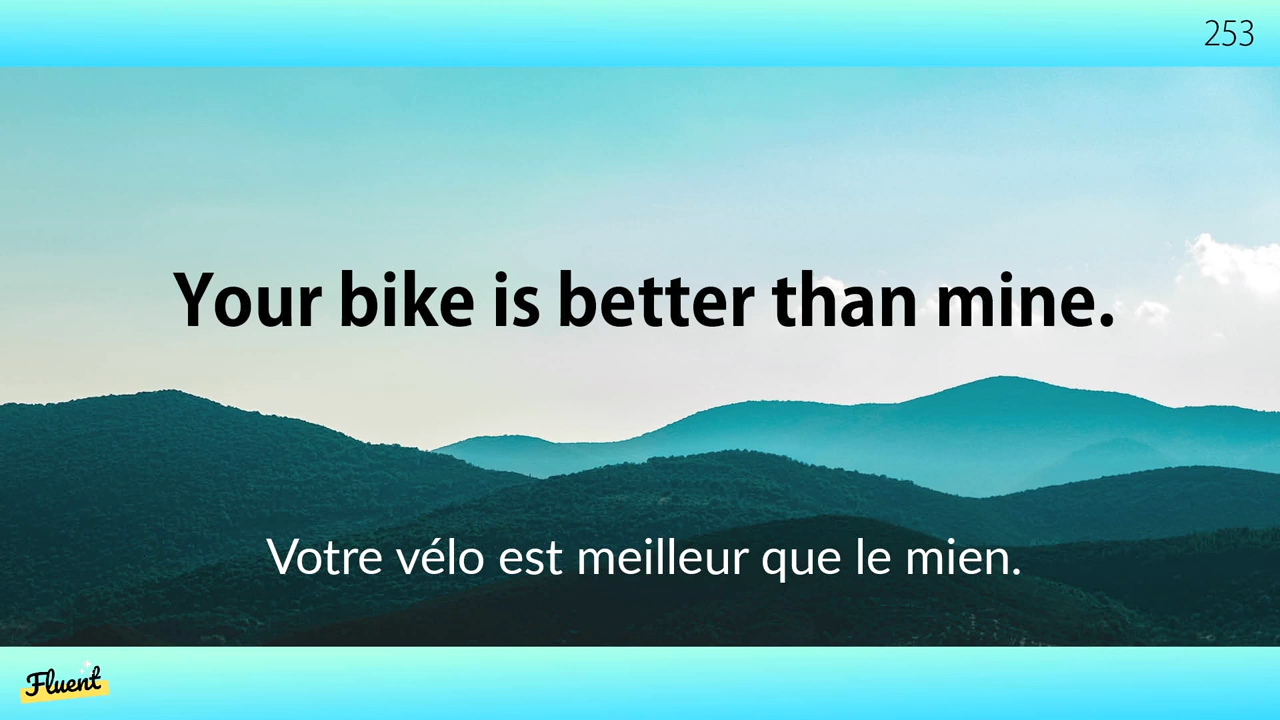 253
Your bike is better than mine.
Votre vélo est meilleur que le mien.
Fluent